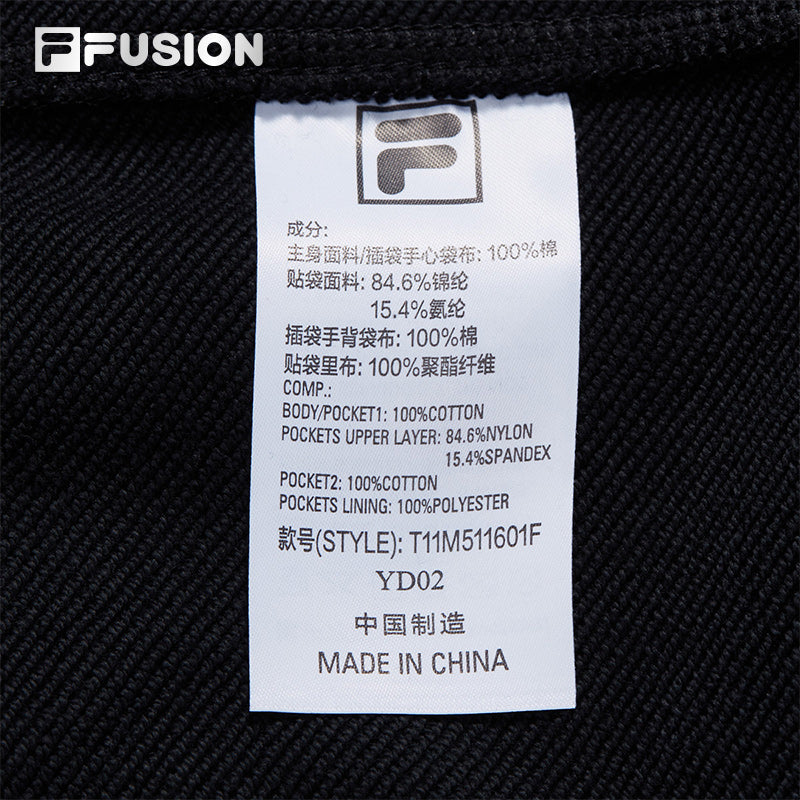 FUSION
F
成分:
主身面料/插袋手心袋布: 100%棉
贴袋面料: 84.6%锦纶
15.4%氨纶
插袋手背袋布: 100%棉
贴袋里布: 100%聚酯纤维
COMP.:
BODY/POCKET1: 100%COTTON
POCKETS UPPER LAYER: 84.6%NYLON
15.4%SPANDEX
POCKET2: 100%COTTON
POCKETS LINING: 100%POLYESTER
款号(STYLE): T11M511601F
YD02
中国制造
MADE IN CHINA